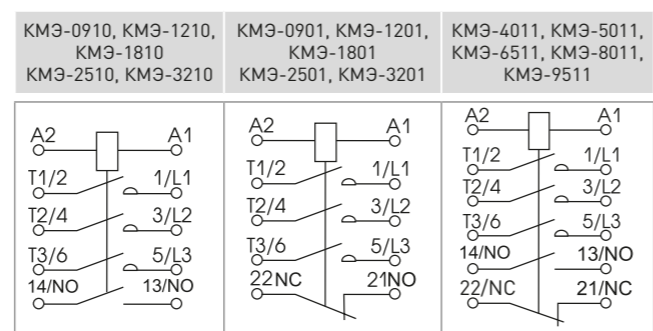 КМЭ-0910, КМЭ-1210,
КМЭ-1810
КМЭ-2510, КМЭ-3210
КМЭ-0901, КМЭ-1201,
КМЭ-1801
КМЭ-2501, КМЭ-3201
КМЭ-4011, КМЭ-5011,
КМЭ-6511, КМЭ-8011,
КМЭ-9511
A2 A1
T1/2 1/L1
T2/4 3/L2
T3/6 5/L3
14/NO 13/NO
A2 A1
T1/2 1/L1
T2/4 3/L2
T3/6 5/L3
22NC 21NO
A2 A1
T1/2 1/L1
T2/4 3/L2
T3/6 5/L3
14/NO 13/NO
22/NC 21/NC